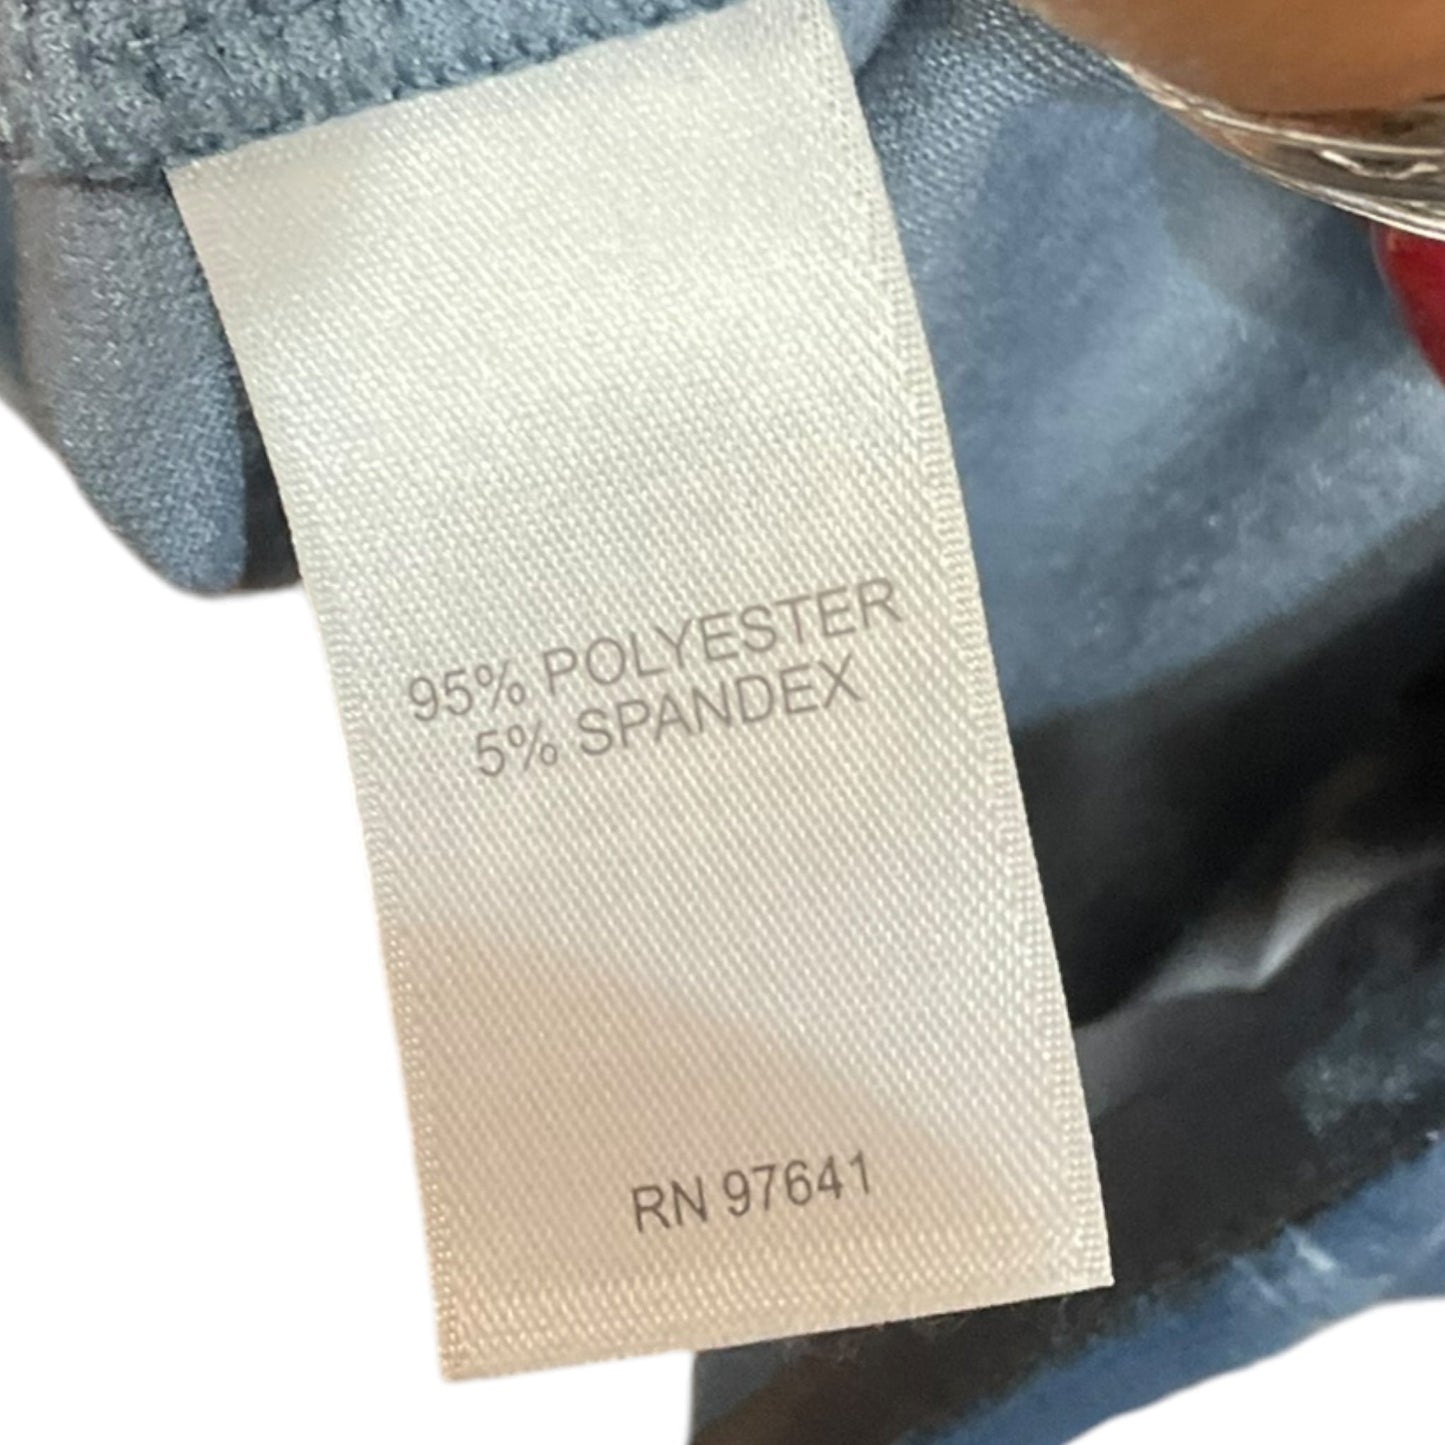 95% POLYESTER
5% SPANDEX
RN 97641